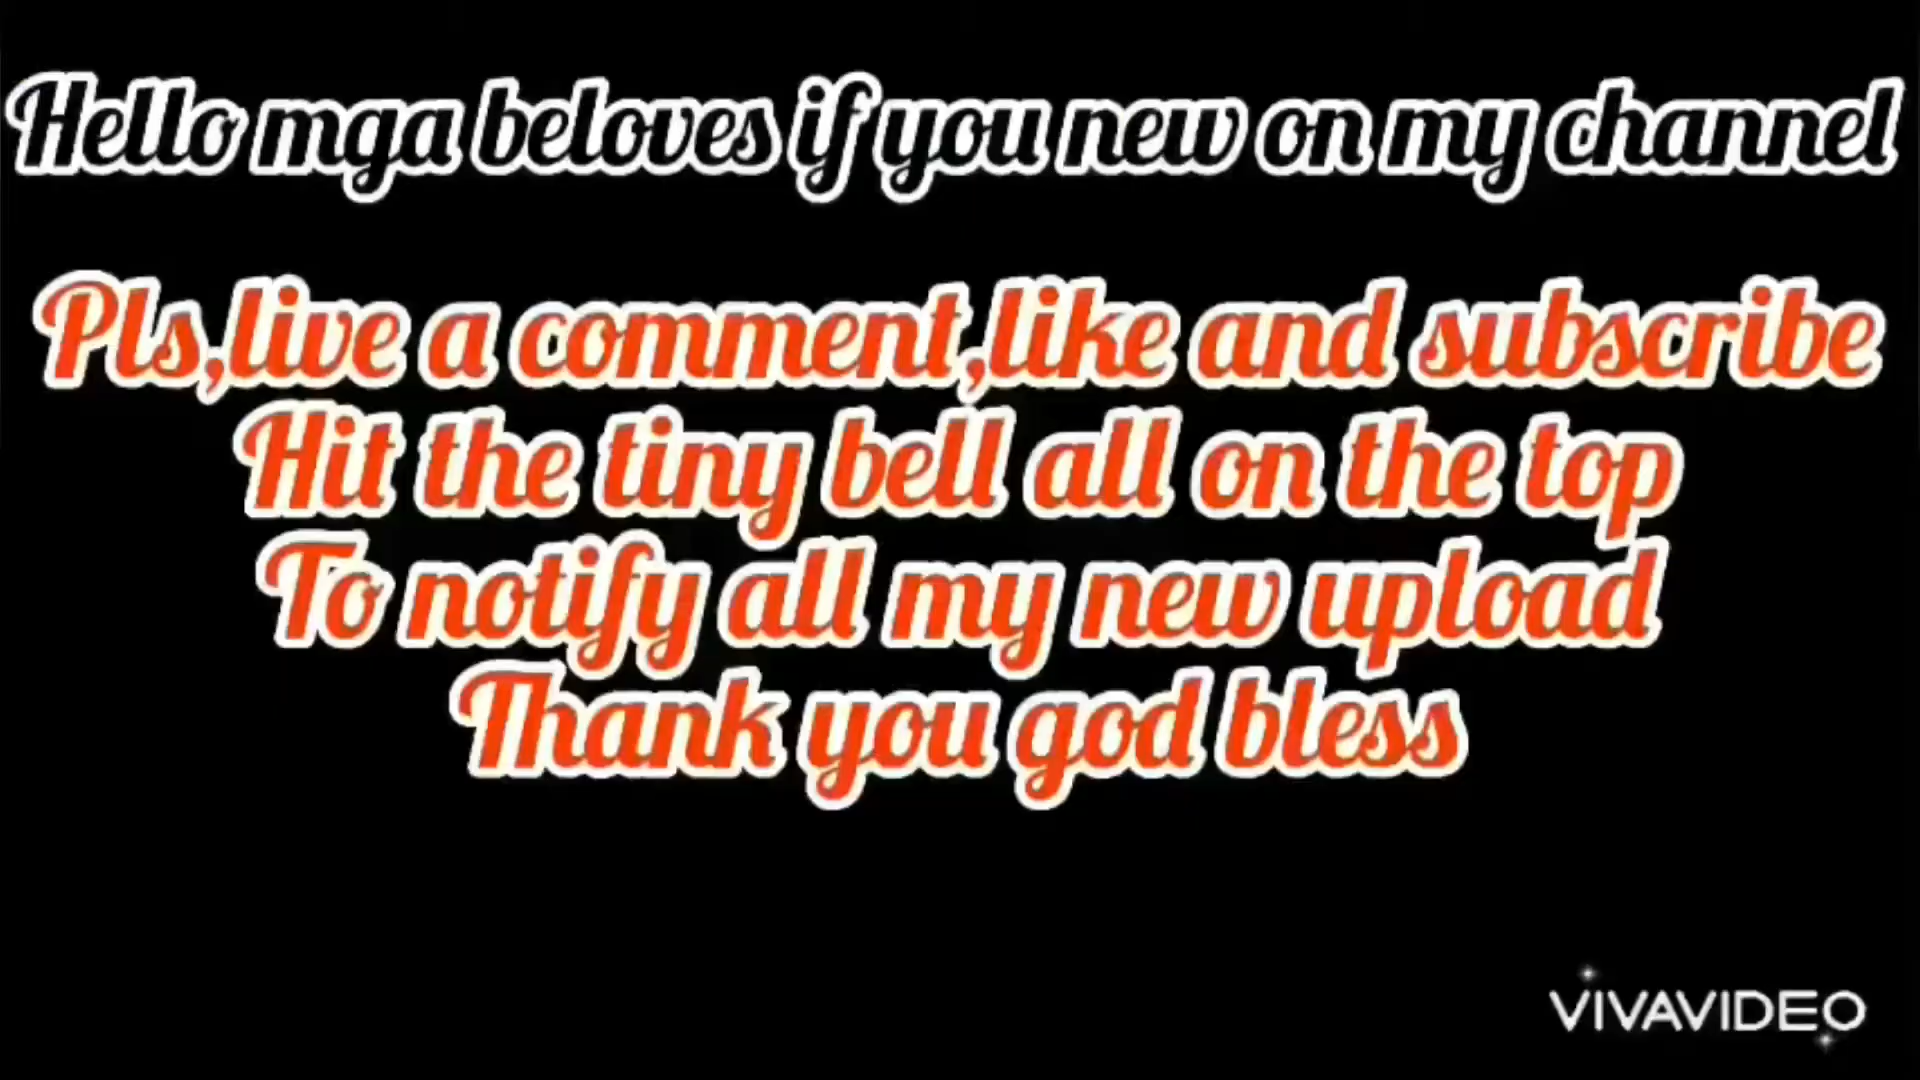 Hello mga beloves if you new on my channel
Pls,live a comment,like and subscribe
Hit the tiny bell all on the top
To notify all my new upload
Thank you god bless
VIVAVIDEO